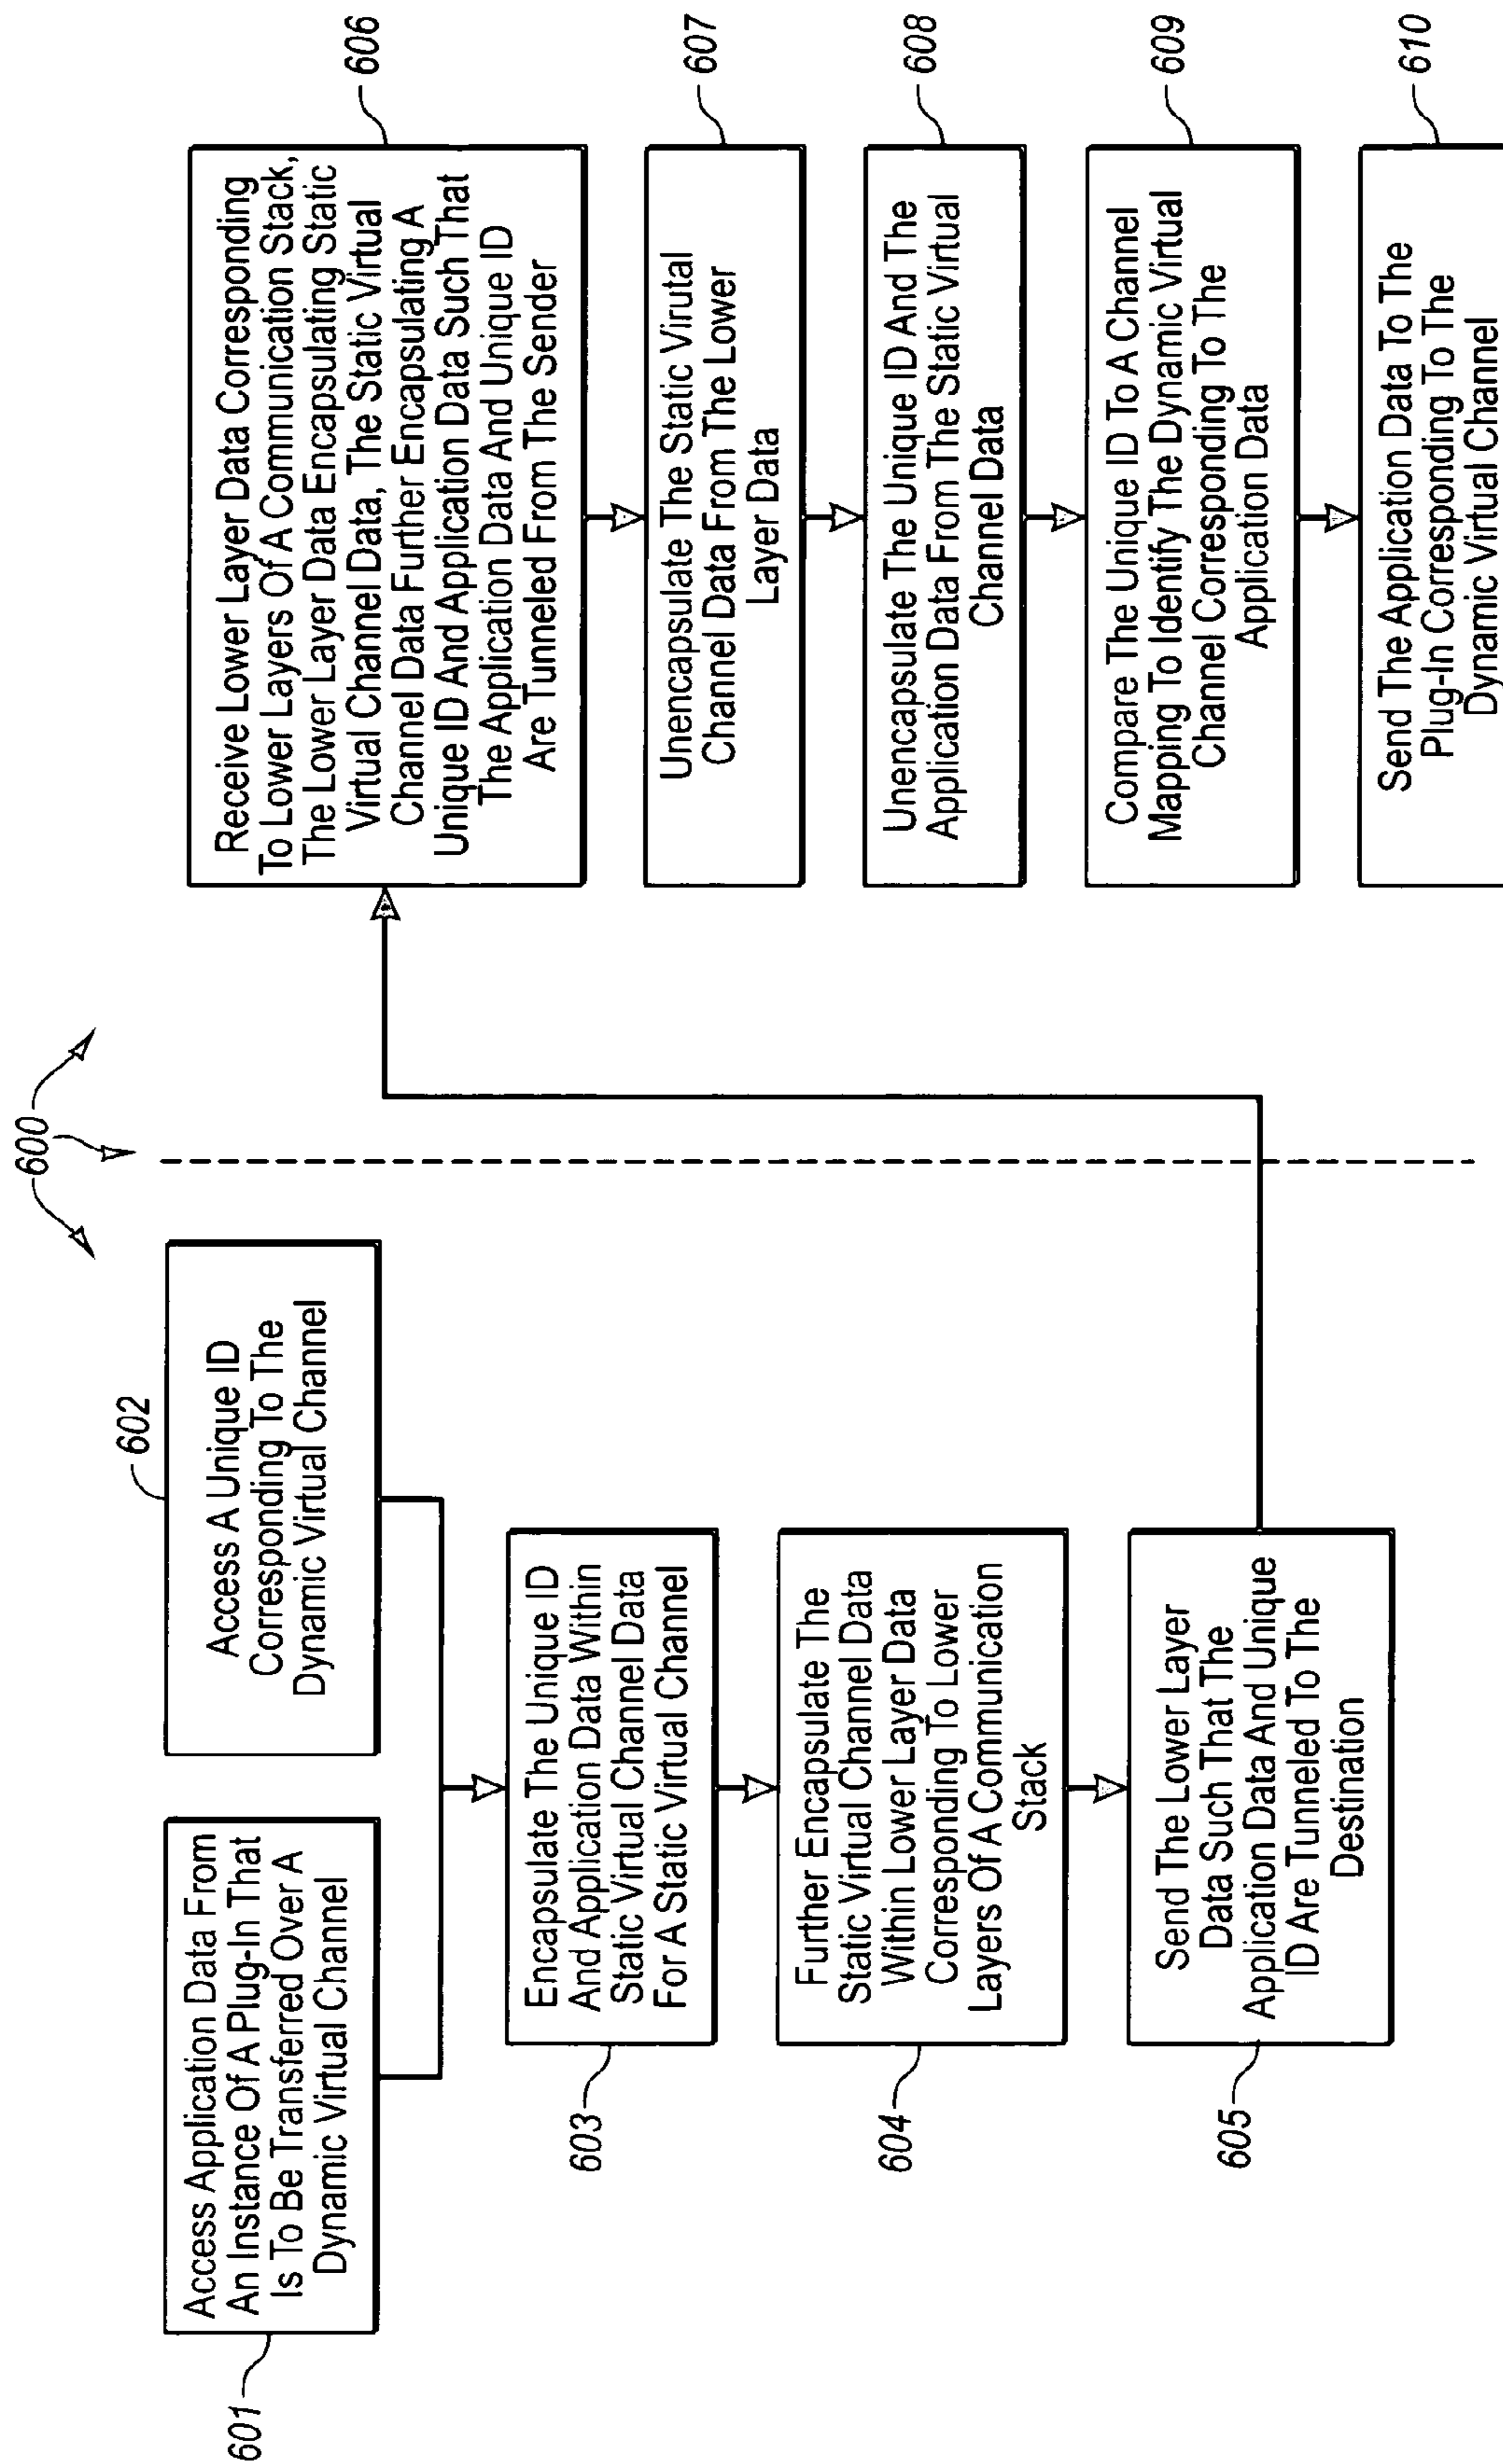 600
601
Access Application Data From
An Instance Of A Plug-In That
Is To Be Transferred Over A
Dynamic Virtual Channel
602
Access A Unique ID
Corresponding To The
Dynamic Virtual Channel
603
Encapsulate The Unique ID
And Application Data Within
Static Virtual Channel Data
For A Static Virtual Channel
604
Further Encapsulate The
Static Virtual Channel Data
Within Lower Layer Data
Corresponding To Lower
Layers Of A Communication
Stack
605
Send The Lower Layer
Data Such That The
Application Data And Unique
ID Are Tunneled To The
Destination
606
Receive Lower Layer Data Corresponding
To Lower Layers Of A Communication Stack,
The Lower Layer Data Encapsulating Static
Virtual Channel Data, The Static Virtual
Channel Data Further Encapsulating A
Unique ID And Application Data Such That
The Application Data And Unique ID
Are Tunneled From The Sender
607
Unencapsulate The Static Virutal
Channel Data From The Lower
Layer Data
608
Unencapsulate The Unique ID And The
Application Data From The Static Virtual
Channel Data
609
Compare The Unique ID To A Channel
Mapping To Identify The Dynamic Virtual
Channel Corresponding To The
Application Data
610
Send The Application Data To The
Plug-In Corresponding To The
Dynamic Virtual Channel